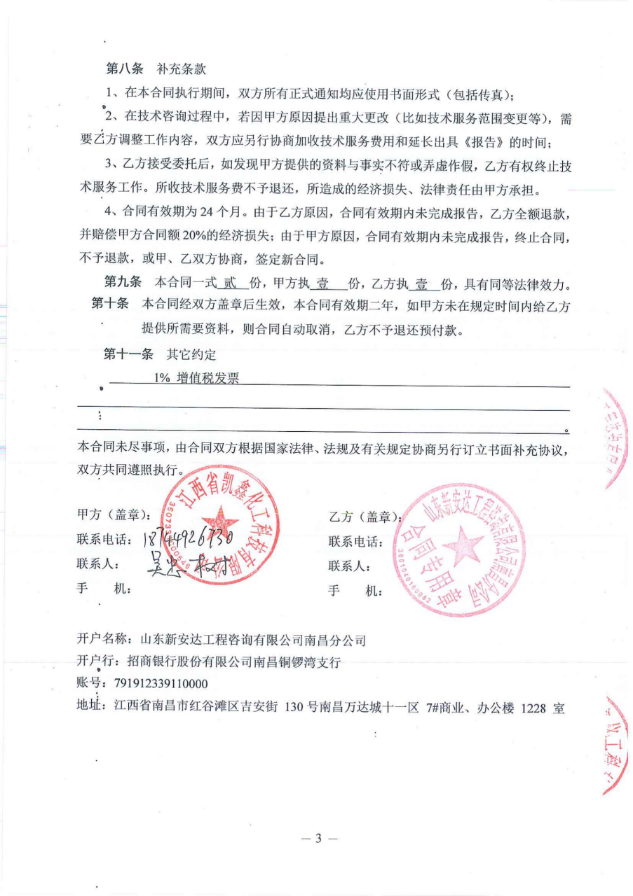 第八条 补充条款
1、在本合同执行期间，双方所有正式通知均应使用书面形式（包括传真）；
2、在技术咨询过程中，若因甲方原因提出重大更改（比如技术服务范围变更等），需
要乙方调整工作内容，双方应另行协商加收技术服务费用和延长出具《报告》的时间；
3、乙方接受委托后，如发现甲方提供的资料与事实不符或弄虚作假，乙方有权终止技
术服务工作。所收技术服务费不予退还，所造成的经济损失、法律责任由甲方承担。
4、合同有效期为 24 个月。由于乙方原因，合同有效期内未完成报告，乙方全额退款，
并赔偿甲方合同额 20%的经济损失；由于甲方原因，合同有效期内未完成报告，终止合同，
不予退款，或甲、乙双方协商，签定新合同。
第九条 本合同一式 贰 份，甲方执 壹 份，乙方执 壹 份，具有同等法律效力。
第十条 本合同经双方盖章后生效，本合同有效期二年，如甲方未在规定时间内给乙方
提供所需要资料，则合同自动取消，乙方不予退还预付款。
第十一条 其它约定
1% 增值税发票
。
本合同未尽事项，由合同双方根据国家法律、法规及有关规定协商另行订立书面补充协议，
双方共同遵照执行。
江西省凯鑫化工科技有限公司
甲方（盖章）：
联系电话：18744926730
联系人：
手 机：
山东新安达工程咨询有限公司南昌分公司
合同专用章
乙方（盖章）：
联系电话：
联系人：
手 机：
开户名称：山东新安达工程咨询有限公司南昌分公司
开户行：招商银行股份有限公司南昌铜锣湾支行
账号：791912339110000
地址：江西省南昌市红谷滩区吉安街 130 号南昌万达城十一区 7#商业、办公楼 1228 室
— 3 —